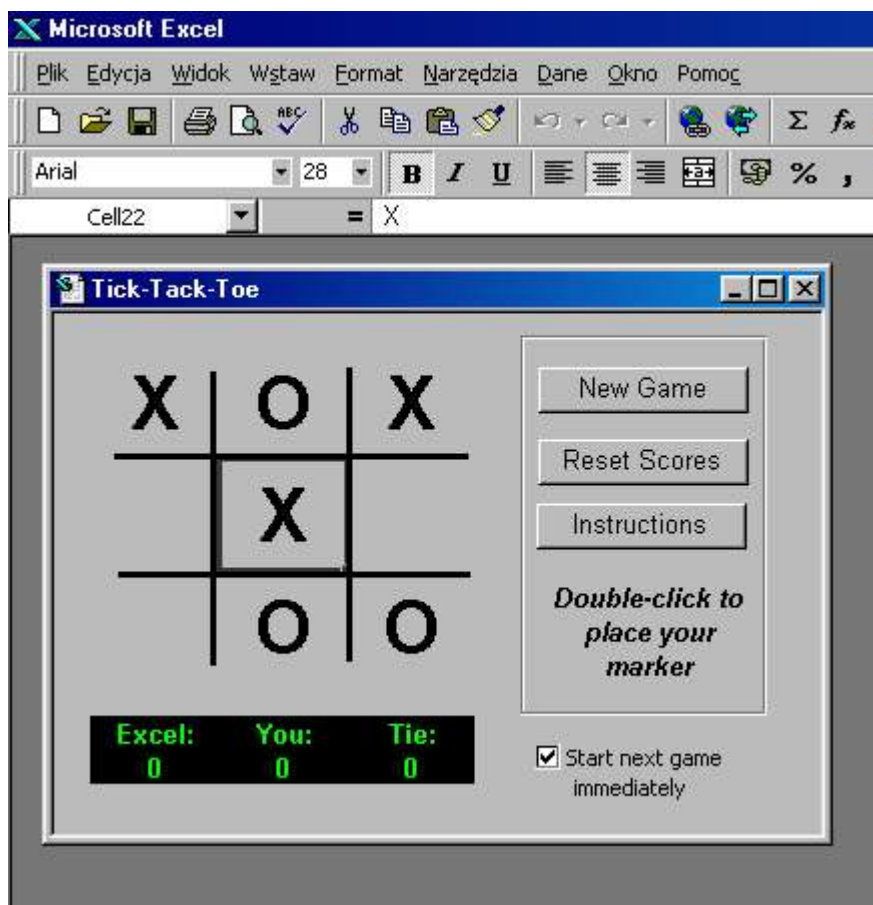 Microsoft Excel
Plik Edycja Widok Wstaw Format Narzędzia Dane Okno Pomoc
ABC Σ fx
Arial 28 B I U a % ,
Cell22 = X
Tick-Tack-Toe
X O X
X
O O
New Game
Reset Scores
Instructions
Double-click to
place your
marker
Excel: You: Tie:
0 0 0
Start next game
immediately